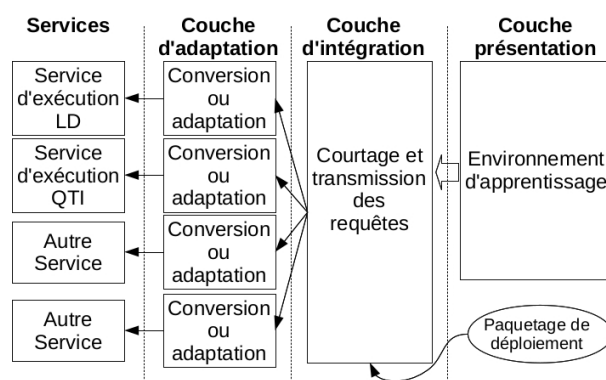 Services
Couche
d'adaptation
Couche
d'intégration
Couche
présentation
Service
d'exécution
LD
Conversion
ou
adaptation
Service
d'exécution
QTI
Conversion
ou
adaptation
Autre
Service
Conversion
ou
adaptation
Autre
Service
Conversion
ou
adaptation
Courtage et
transmission
des
requêtes
Environnement
d'apprentissage
Paquetage de
déploiement